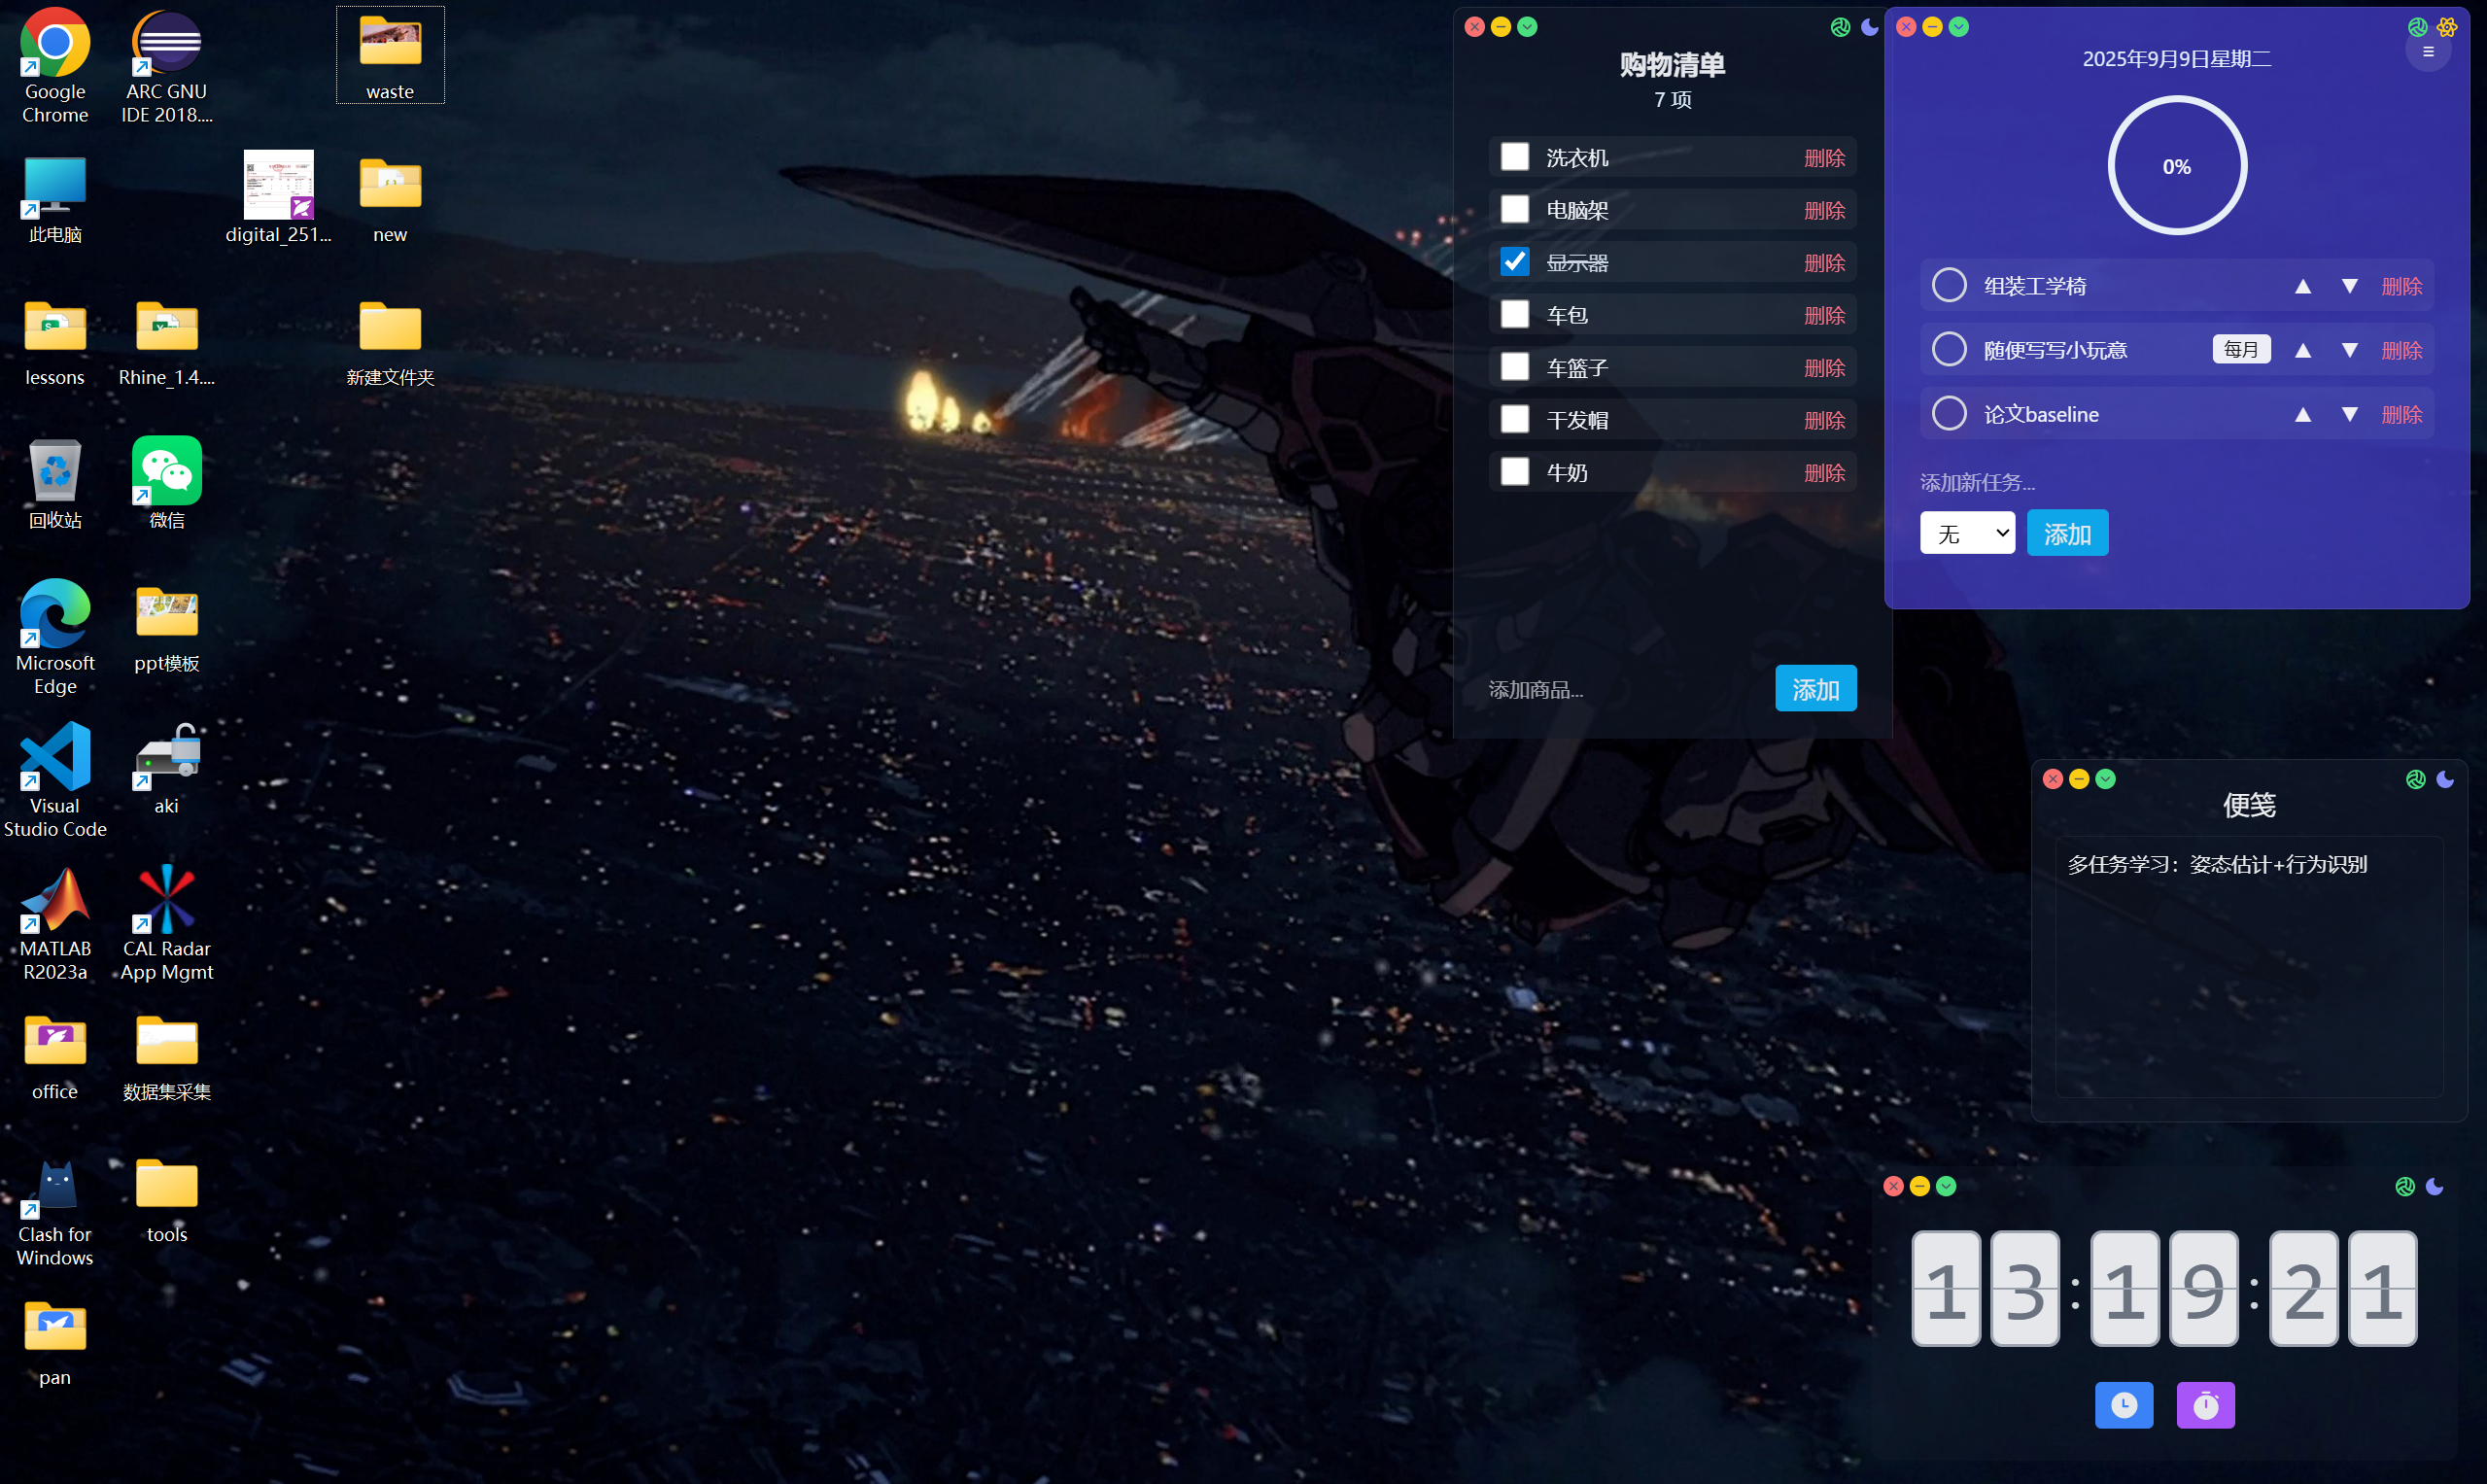 Google
Chrome
ARC GNU
IDE 2018....
waste
此电脑
digital_251...
new
lessons
Rhine_1.4....
新建文件夹
回收站
微信
Microsoft
Edge
ppt模板
Visual
Studio Code
aki
MATLAB
R2023a
CAL Radar
App Mgmt
office
数据集采集
Clash for
Windows
tools
pan
购物清单
7 项
洗衣机 删除
电脑架 删除
显示器 删除
车包 删除
车篮子 删除
干发帽 删除
牛奶 删除
添加商品... 添加
2025年9月9日星期二
0%
组装工学椅 ▲ ▼ 删除
随便写写小玩意 每月 ▲ ▼ 删除
论文baseline ▲ ▼ 删除
添加新任务...
无 添加
便笺
多任务学习：姿态估计+行为识别
13:19:21